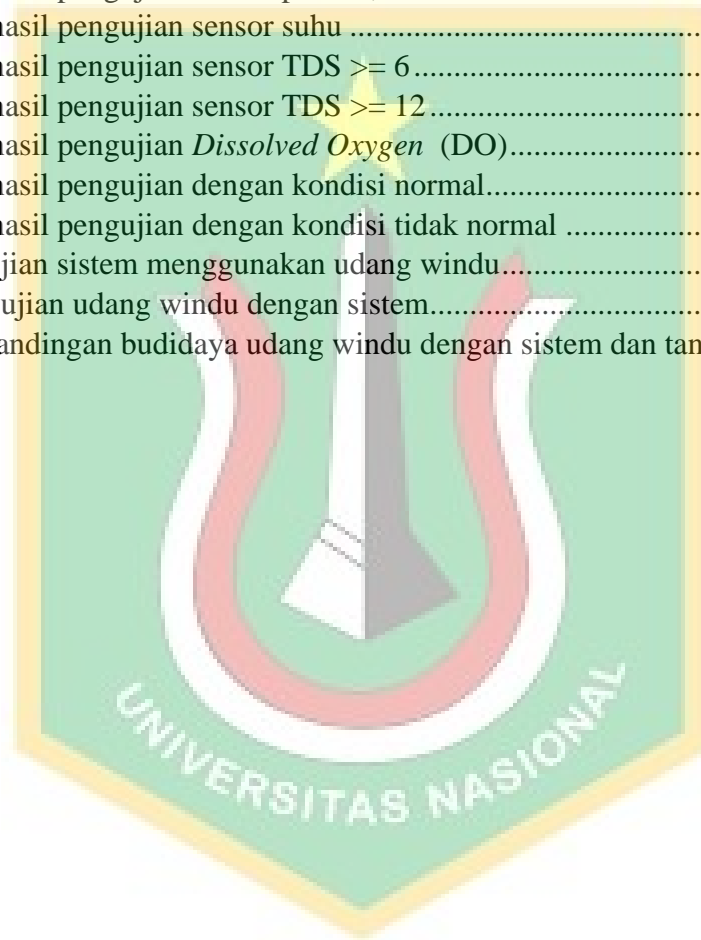 hasil pengujian sensor suhu ........................................
hasil pengujian sensor TDS >= 6 ........................................
hasil pengujian sensor TDS >= 12 ........................................
hasil pengujian Dissolved Oxygen (DO) ........................................
hasil pengujian dengan kondisi normal ........................................
hasil pengujian dengan kondisi tidak normal ........................................
jian sistem menggunakan udang windu ........................................
ujian udang windu dengan sistem ........................................
andingan budidaya udang windu dengan sistem dan tan
UNIVERSITAS NASIONAL